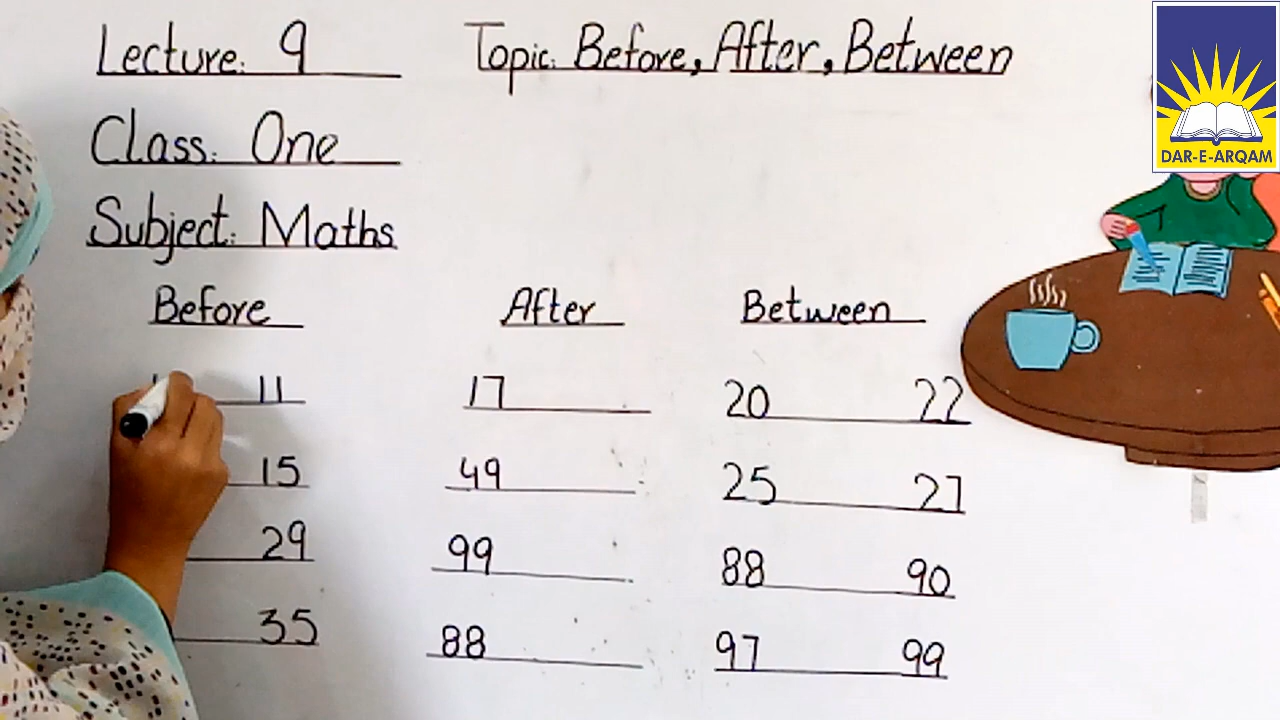 Lecture: 9 Topic: Before, After, Between
DAR-E-ARQAM
Class: One
Subject: Maths
Before After Between
11 17 20 22
15 49 25 27
29 99 88 90
35 88 97 99